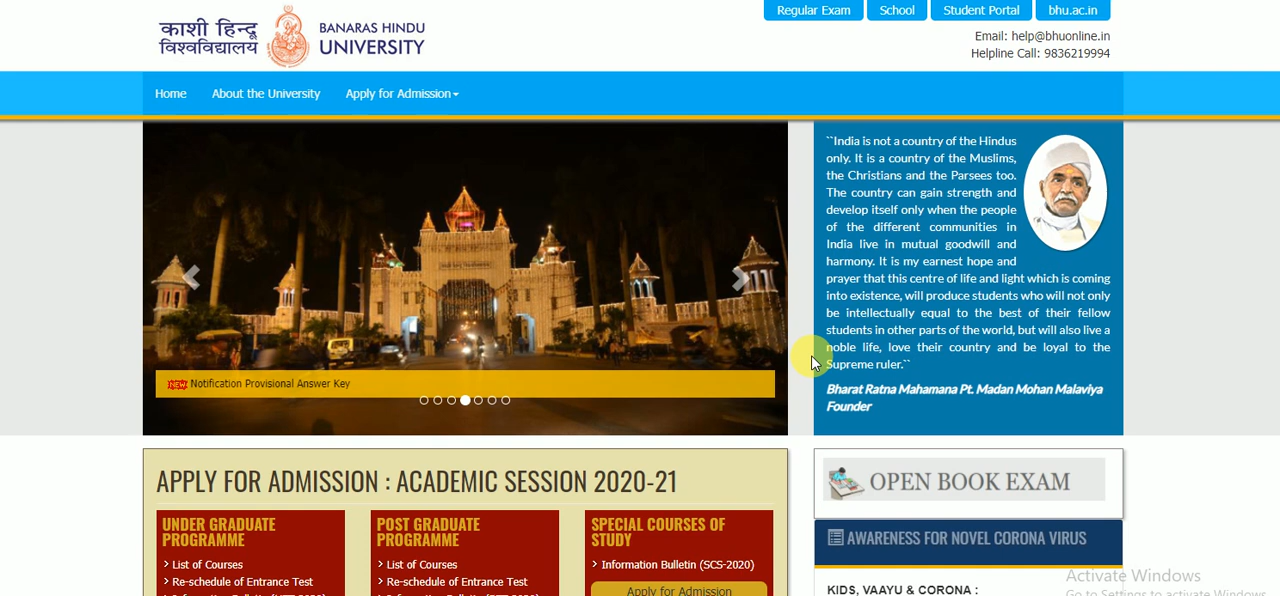 काशी हिन्दू
विश्वविद्यालय
BANARAS HINDU
UNIVERSITY
Regular Exam
School
Student Portal
bhu.ac.in
Email: help@bhuonline.in
Helpline Call: 9836219994
Home
About the University
Apply for Admission
NEW Notification Provisional Answer Key
``India is not a country of the Hindus
only. It is a country of the Muslims,
the Christians and the Parsees too.
The country can gain strength and
develop itself only when the people
of the different communities in
India live in mutual goodwill and
harmony. It is my earnest hope and
prayer that this centre of life and light which is coming
into existence, will produce students who will not only
be intellectually equal to the best of their fellow
students in other parts of the world, but will also live a
noble life, love their country and be loyal to the
Supreme ruler.``
Bharat Ratna Mahamana Pt. Madan Mohan Malaviya
Founder
APPLY FOR ADMISSION : ACADEMIC SESSION 2020-21
UNDER GRADUATE
PROGRAMME
> List of Courses
> Re-schedule of Entrance Test
POST GRADUATE
PROGRAMME
> List of Courses
> Re-schedule of Entrance Test
SPECIAL COURSES OF
STUDY
> Information Bulletin (SCS-2020)
Apply for Admission
OPEN BOOK EXAM
AWARENESS FOR NOVEL CORONA VIRUS
KIDS, VAAYU & CORONA :
Activate Windows
Go to Settings to activate Windows